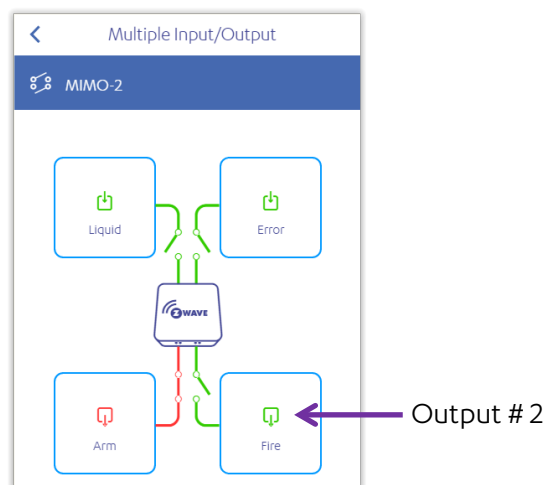 Multiple Input/Output
MIMO-2
Liquid
Error
Z WAVE
Arm
Fire
Output # 2